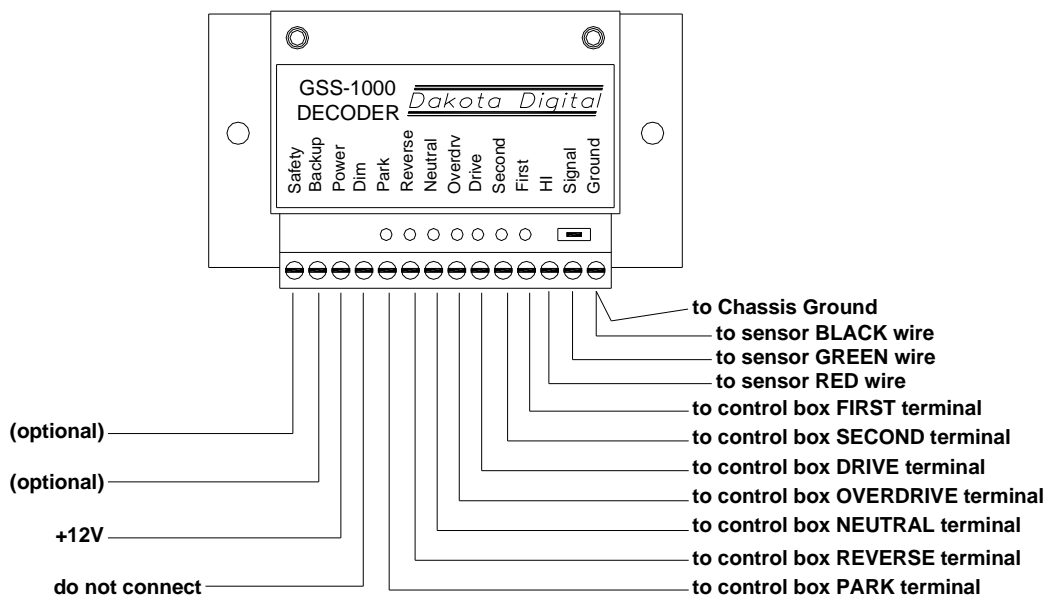 GSS-1000
DECODER
Dakota Digital
Safety
Backup
Power
Dim
Park
Reverse
Neutral
Overdrv
Drive
Second
First
HI
Signal
Ground
to Chassis Ground
to sensor BLACK wire
to sensor GREEN wire
to sensor RED wire
to control box FIRST terminal
to control box SECOND terminal
to control box DRIVE terminal
to control box OVERDRIVE terminal
to control box NEUTRAL terminal
to control box REVERSE terminal
to control box PARK terminal
(optional)
(optional)
+12V
do not connect